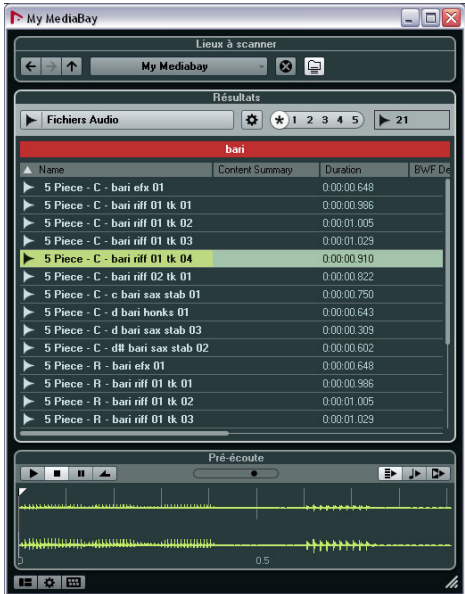 My MediaBay
Lieux à scanner
My Mediabay
Résultats
Fichiers Audio
* 1 2 3 4 5
21
bari
Name Content Summary Duration BWF De
5 Piece - C - bari efx 01 0:00:00.648
5 Piece - C - bari riff 01 tk 01 0:00:00.986
5 Piece - C - bari riff 01 tk 02 0:00:01.005
5 Piece - C - bari riff 01 tk 03 0:00:01.029
5 Piece - C - bari riff 01 tk 04 0:00:00.910
5 Piece - C - bari riff 02 tk 01 0:00:00.822
5 Piece - C - c bari sax stab 01 0:00:00.750
5 Piece - C - d bari honks 01 0:00:00.643
5 Piece - C - d bari sax stab 03 0:00:00.309
5 Piece - C - d# bari sax stab 02 0:00:00.602
5 Piece - R - bari efx 01 0:00:00.648
5 Piece - R - bari riff 01 tk 01 0:00:00.986
5 Piece - R - bari riff 01 tk 02 0:00:01.005
5 Piece - R - bari riff 01 tk 03 0:00:01.029
Pré-écoute
0 0.5